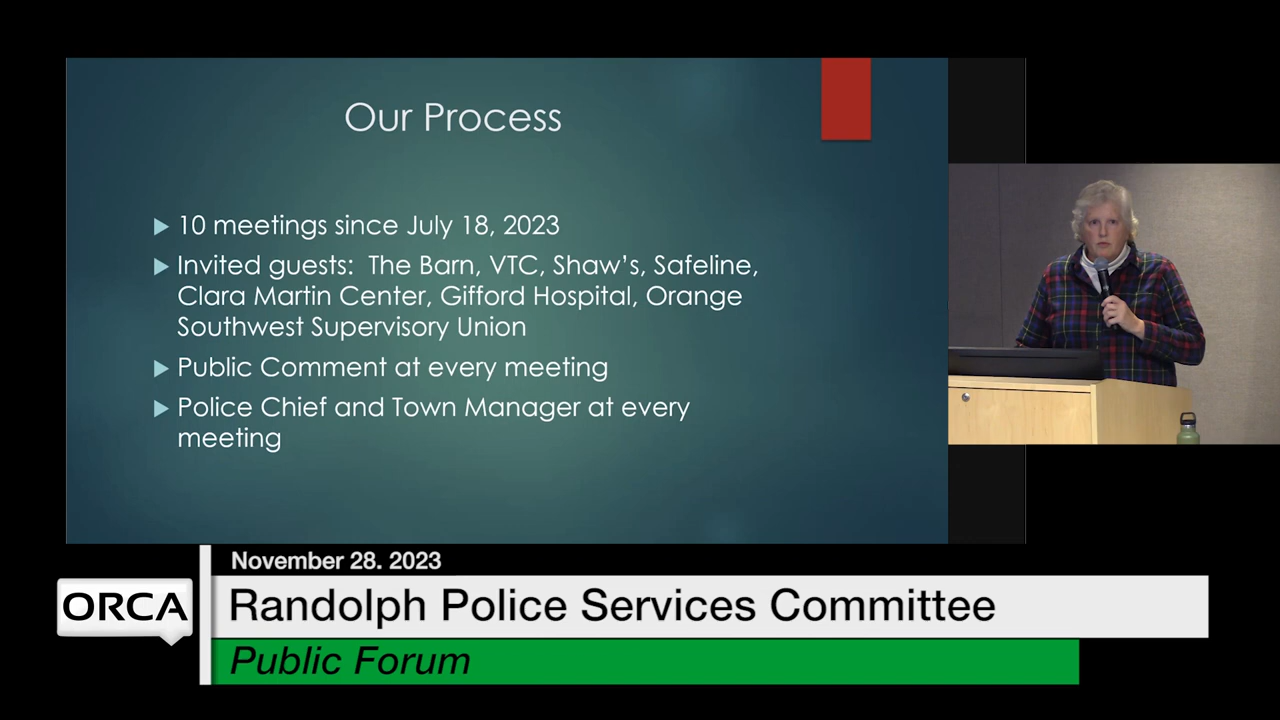 Our Process
10 meetings since July 18, 2023
Invited guests:  The Barn, VTC, Shaw's, Safeline,
Clara Martin Center, Gifford Hospital, Orange
Southwest Supervisory Union
Public Comment at every meeting
Police Chief and Town Manager at every
meeting
November 28. 2023
ORCA
Randolph Police Services Committee
Public Forum